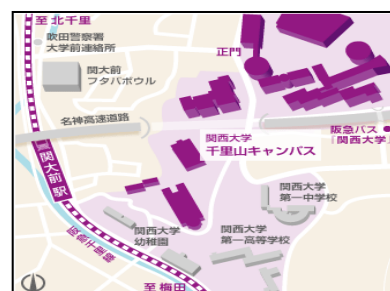 至北千里
吹田警察署
大学前連絡所
正門
関大前
フタバボウル
名神高速道路
関西大学
千里山キャンパス
阪急バス
「関西大学」
関大前駅
関西大学
第一中学校
関西大学
幼稚園
関西大学
第一高等学校
阪急千里線
至梅田